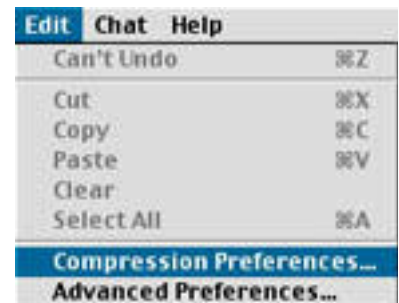 Edit Chat Help
Can't Undo ⌘Z
Cut ⌘X
Copy ⌘C
Paste ⌘V
Clear
Select All ⌘A
Compression Preferences...
Advanced Preferences...